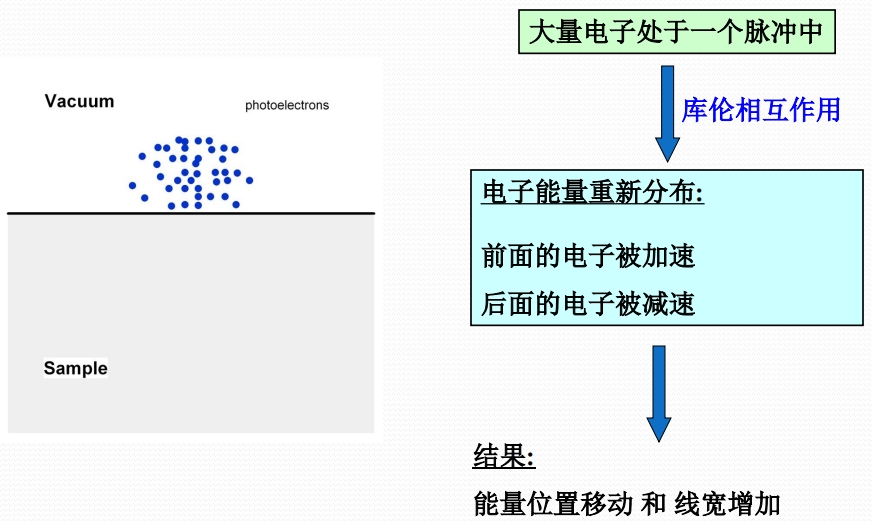 大量电子处于一个脉冲中
Vacuum
photoelectrons
库伦相互作用
电子能量重新分布:
前面的电子被加速
后面的电子被减速
Sample
结果:
能量位置移动 和 线宽增加